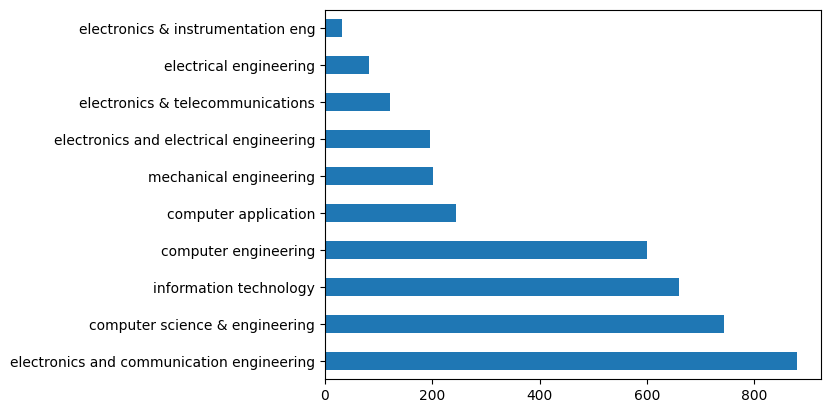 electronics & instrumentation eng
electrical engineering
electronics & telecommunications
electronics and electrical engineering
mechanical engineering
computer application
computer engineering
information technology
computer science & engineering
electronics and communication engineering
0 200 400 600 800